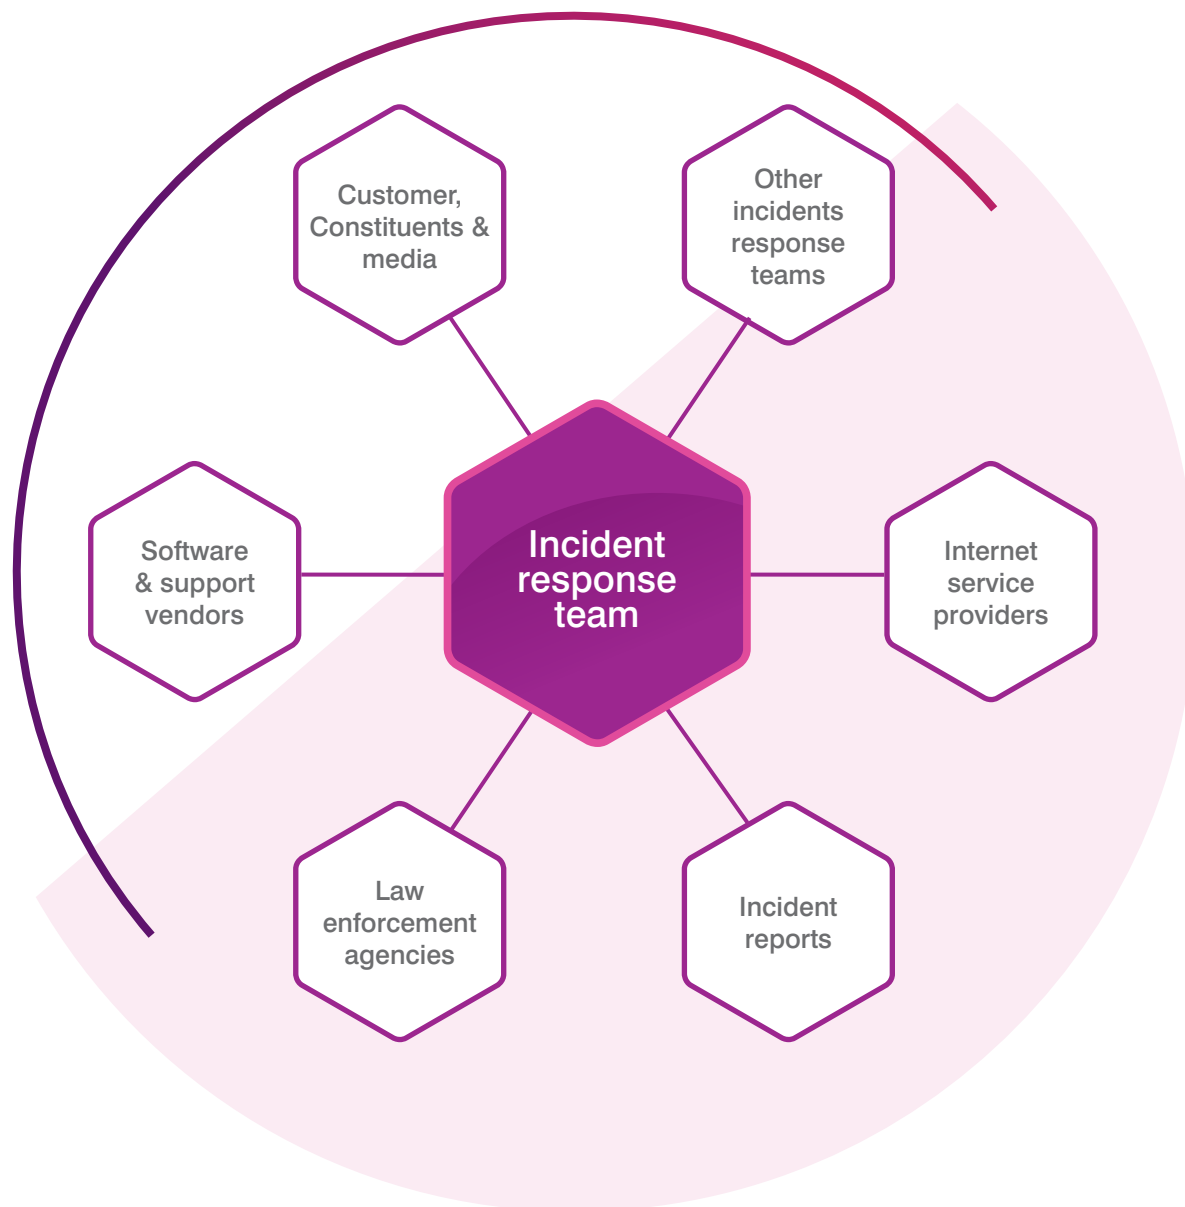 Customer,
Constituents &
media
Other
incidents
response
teams
Software
& support
vendors
Incident
response
team
Internet
service
providers
Law
enforcement
agencies
Incident
reports